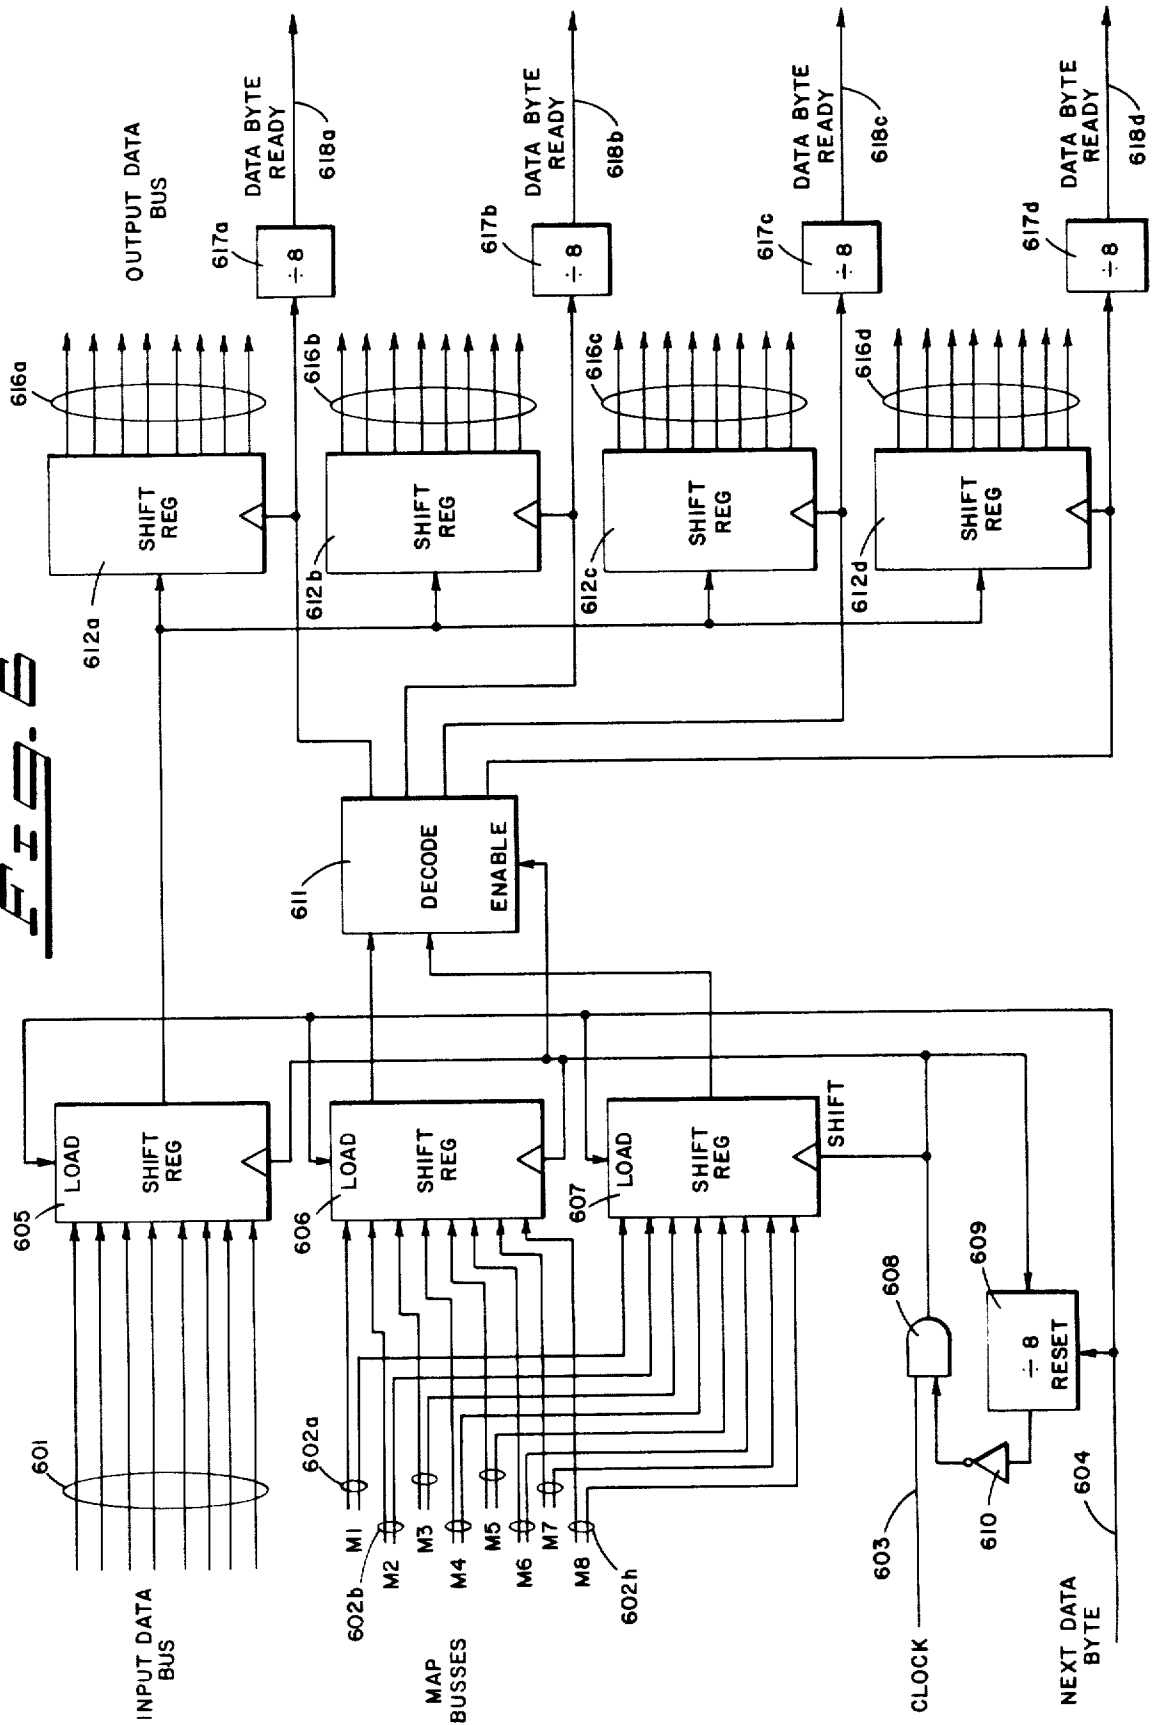 FIG. 6
INPUT DATA
BUS
601
605
LOAD
SHIFT
REG
612a
SHIFT
REG
616a
OUTPUT DATA
BUS
617a
÷ 8
DATA BYTE
READY
618a
MAP
BUSSES
M1
M2
M3
M4
M5
M6
M7
M8
602a
602b
602h
606
LOAD
SHIFT
REG
611
DECODE
ENABLE
612b
SHIFT
REG
616b
617b
÷ 8
DATA BYTE
READY
618b
607
LOAD
SHIFT
REG
SHIFT
612c
SHIFT
REG
616c
617c
÷ 8
DATA BYTE
READY
618c
CLOCK
603
608
610
609
÷ 8
RESET
612d
SHIFT
REG
616d
617d
÷ 8
DATA BYTE
READY
618d
NEXT DATA
BYTE
604